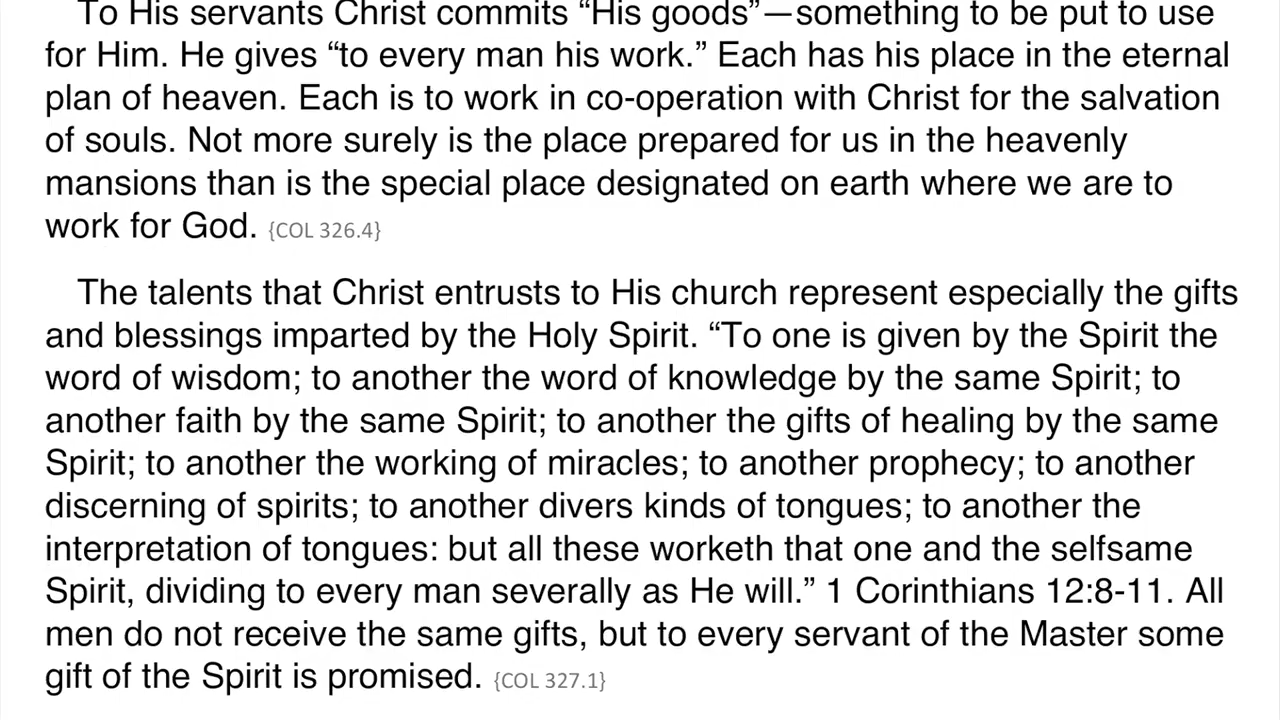 To His servants Christ commits “His goods”—something to be put to use
for Him. He gives “to every man his work.” Each has his place in the eternal
plan of heaven. Each is to work in co-operation with Christ for the salvation
of souls. Not more surely is the place prepared for us in the heavenly
mansions than is the special place designated on earth where we are to
work for God. {COL 326.4}
The talents that Christ entrusts to His church represent especially the gifts
and blessings imparted by the Holy Spirit. “To one is given by the Spirit the
word of wisdom; to another the word of knowledge by the same Spirit; to
another faith by the same Spirit; to another the gifts of healing by the same
Spirit; to another the working of miracles; to another prophecy; to another
discerning of spirits; to another divers kinds of tongues; to another the
interpretation of tongues: but all these worketh that one and the selfsame
Spirit, dividing to every man severally as He will.” 1 Corinthians 12:8-11. All
men do not receive the same gifts, but to every servant of the Master some
gift of the Spirit is promised. {COL 327.1}